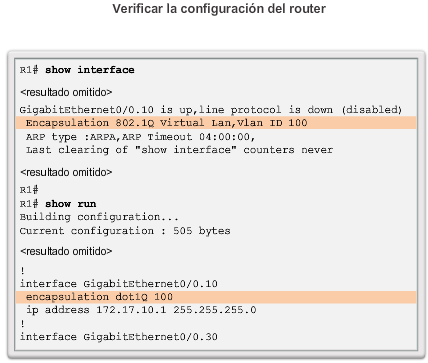 Verificar la configuración del router
R1# show interface
<resultado omitido>
GigabitEthernet0/0.10 is up,line protocol is down (disabled)
Encapsulation 802.1Q Virtual Lan,Vlan ID 100
ARP type :ARPA,ARP Timeout 04:00:00,
Last clearing of "show interface" counters never
<resultado omitido>
R1#
R1# show run
Building configuration...
Current configuration : 505 bytes
<resultado omitido>
!
interface GigabitEthernet0/0.10
encapsulation dot1Q 100
ip address 172.17.10.1 255.255.255.0
!
interface GigabitEthernet0/0.30